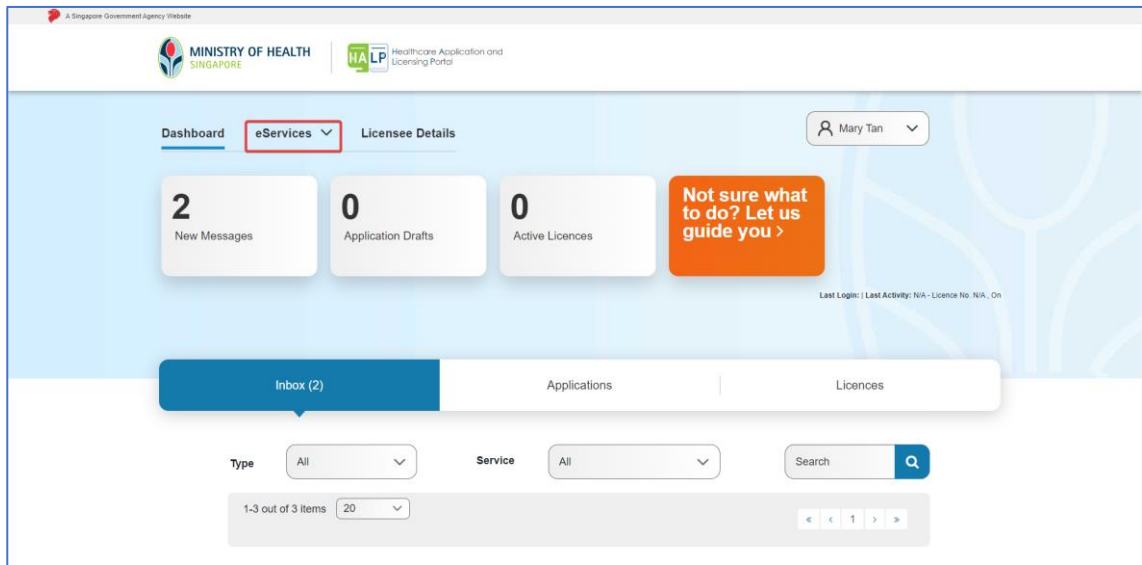 A Singapore Government Agency Website
MINISTRY OF HEALTH
SINGAPORE
HALP
Healthcare Application and
Licensing Portal
Dashboard
eServices
Licensee Details
Mary Tan
2
New Messages
0
Application Drafts
0
Active Licences
Not sure what
to do? Let us
guide you >
Last Login: | Last Activity: N/A - Licence No. N/A , On
Inbox (2)
Applications
Licences
Type
All
Service
All
Search
1-3 out of 3 items
20
« < 1 > »